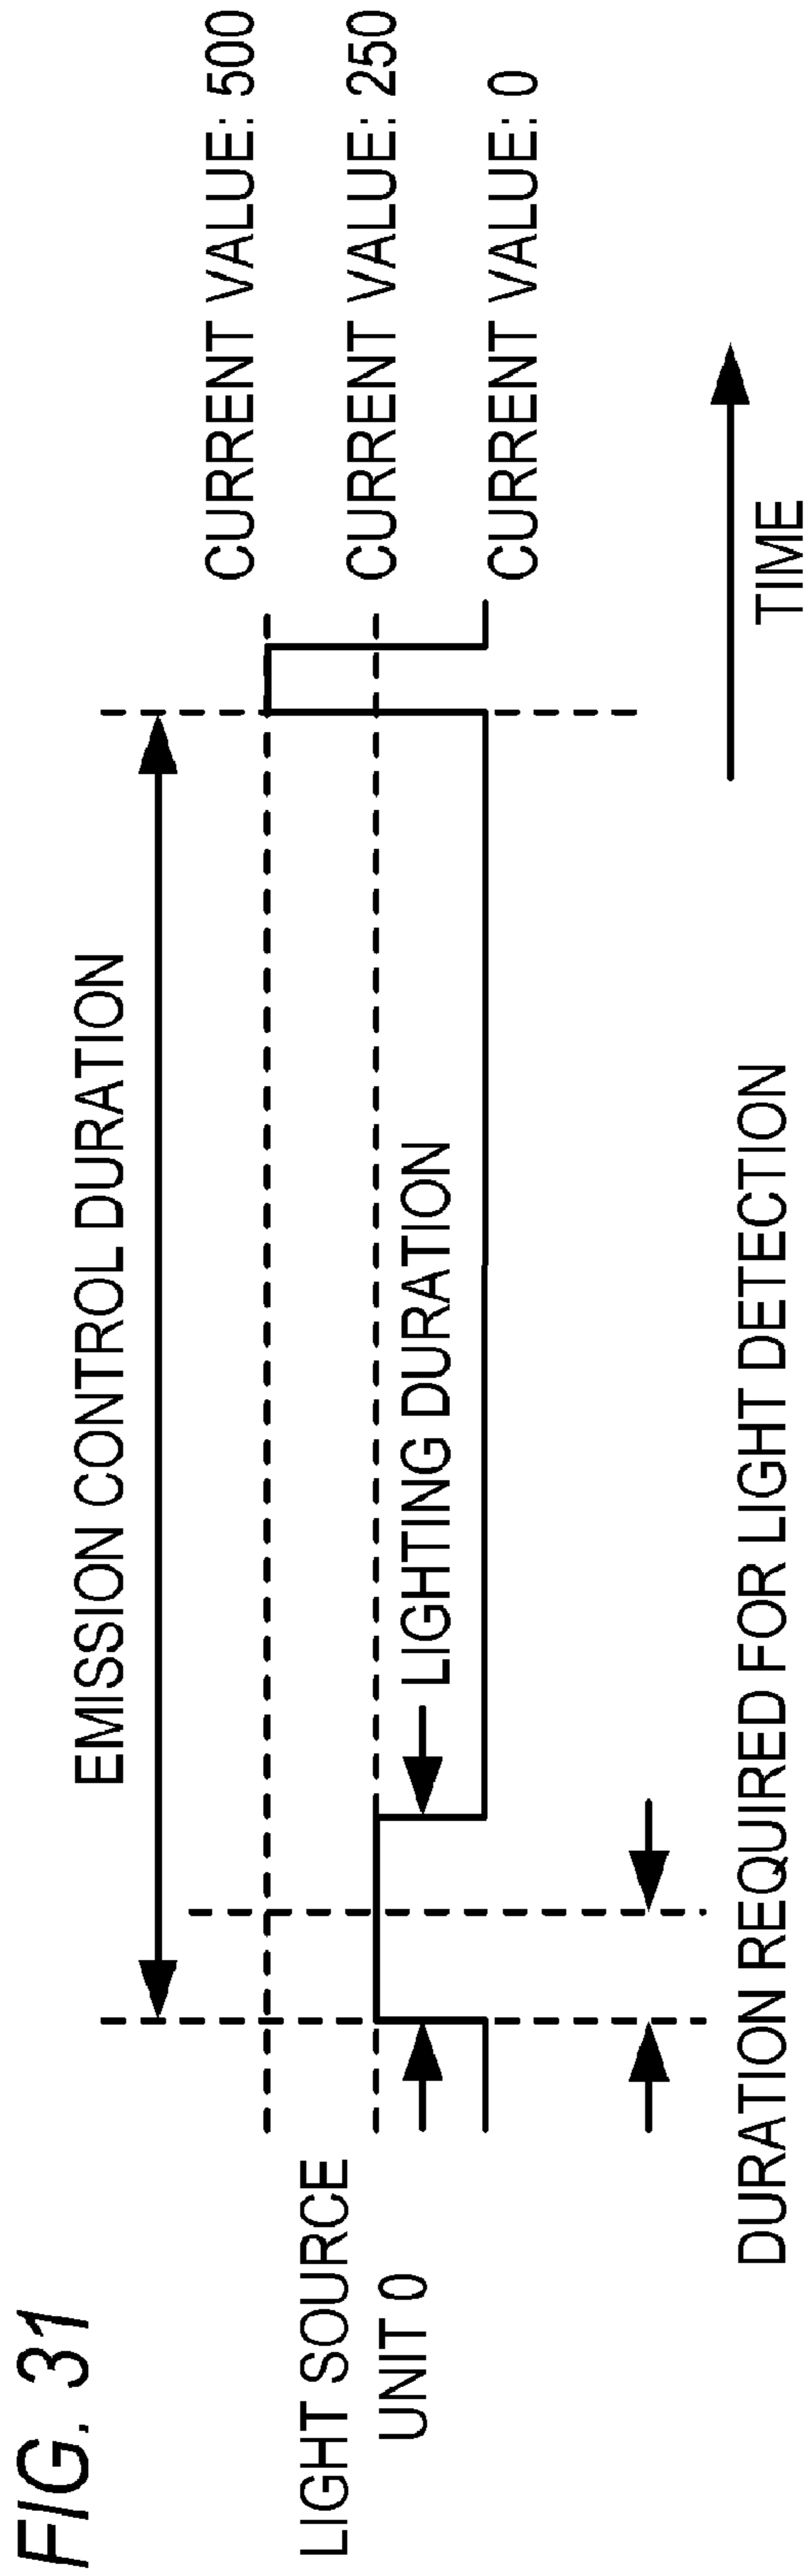 FIG. 31
EMISSION CONTROL DURATION
CURRENT VALUE: 500
LIGHT SOURCE
UNIT 0
CURRENT VALUE: 250
LIGHTING DURATION
CURRENT VALUE: 0
DURATION REQUIRED FOR LIGHT DETECTION
TIME